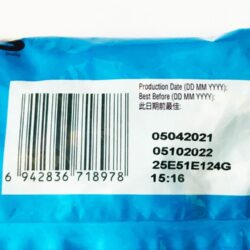 Production Date (DD MM YYYY):
Best Before (DD MM YYYY):
此日期前最佳:
05042021
05102022
25E51E124G
15:16
6 942836 718978